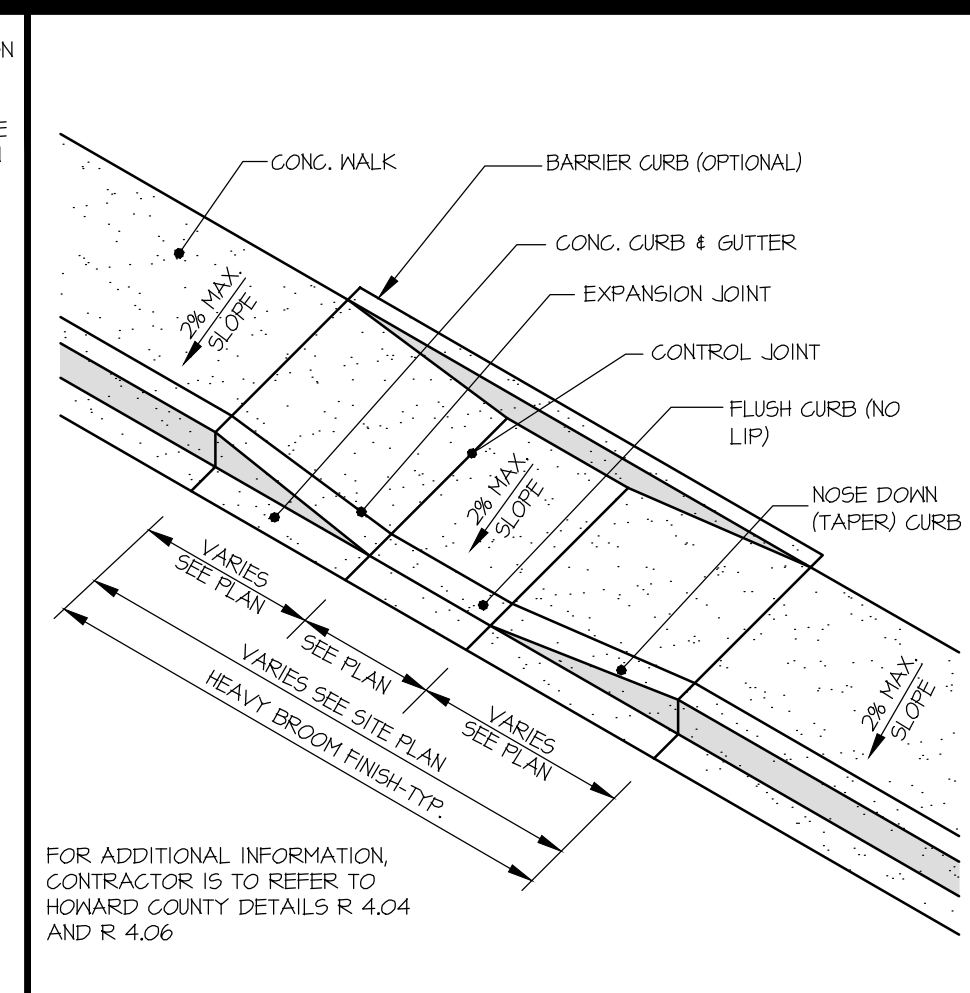 N
E
CONC. WALK
BARRIER CURB (OPTIONAL)
CONC. CURB & GUTTER
EXPANSION JOINT
CONTROL JOINT
FLUSH CURB (NO
LIP)
NOSE DOWN
(TAPER) CURB
2% MAX.
SLOPE
2% MAX.
SLOPE
2% MAX.
SLOPE
VARIES
SEE PLAN
SEE PLAN
VARIES
SEE PLAN
VARIES SEE SITE PLAN
HEAVY BROOM FINISH-TYP.
FOR ADDITIONAL INFORMATION,
CONTRACTOR IS TO REFER TO
HOWARD COUNTY DETAILS R 4.04
AND R 4.06